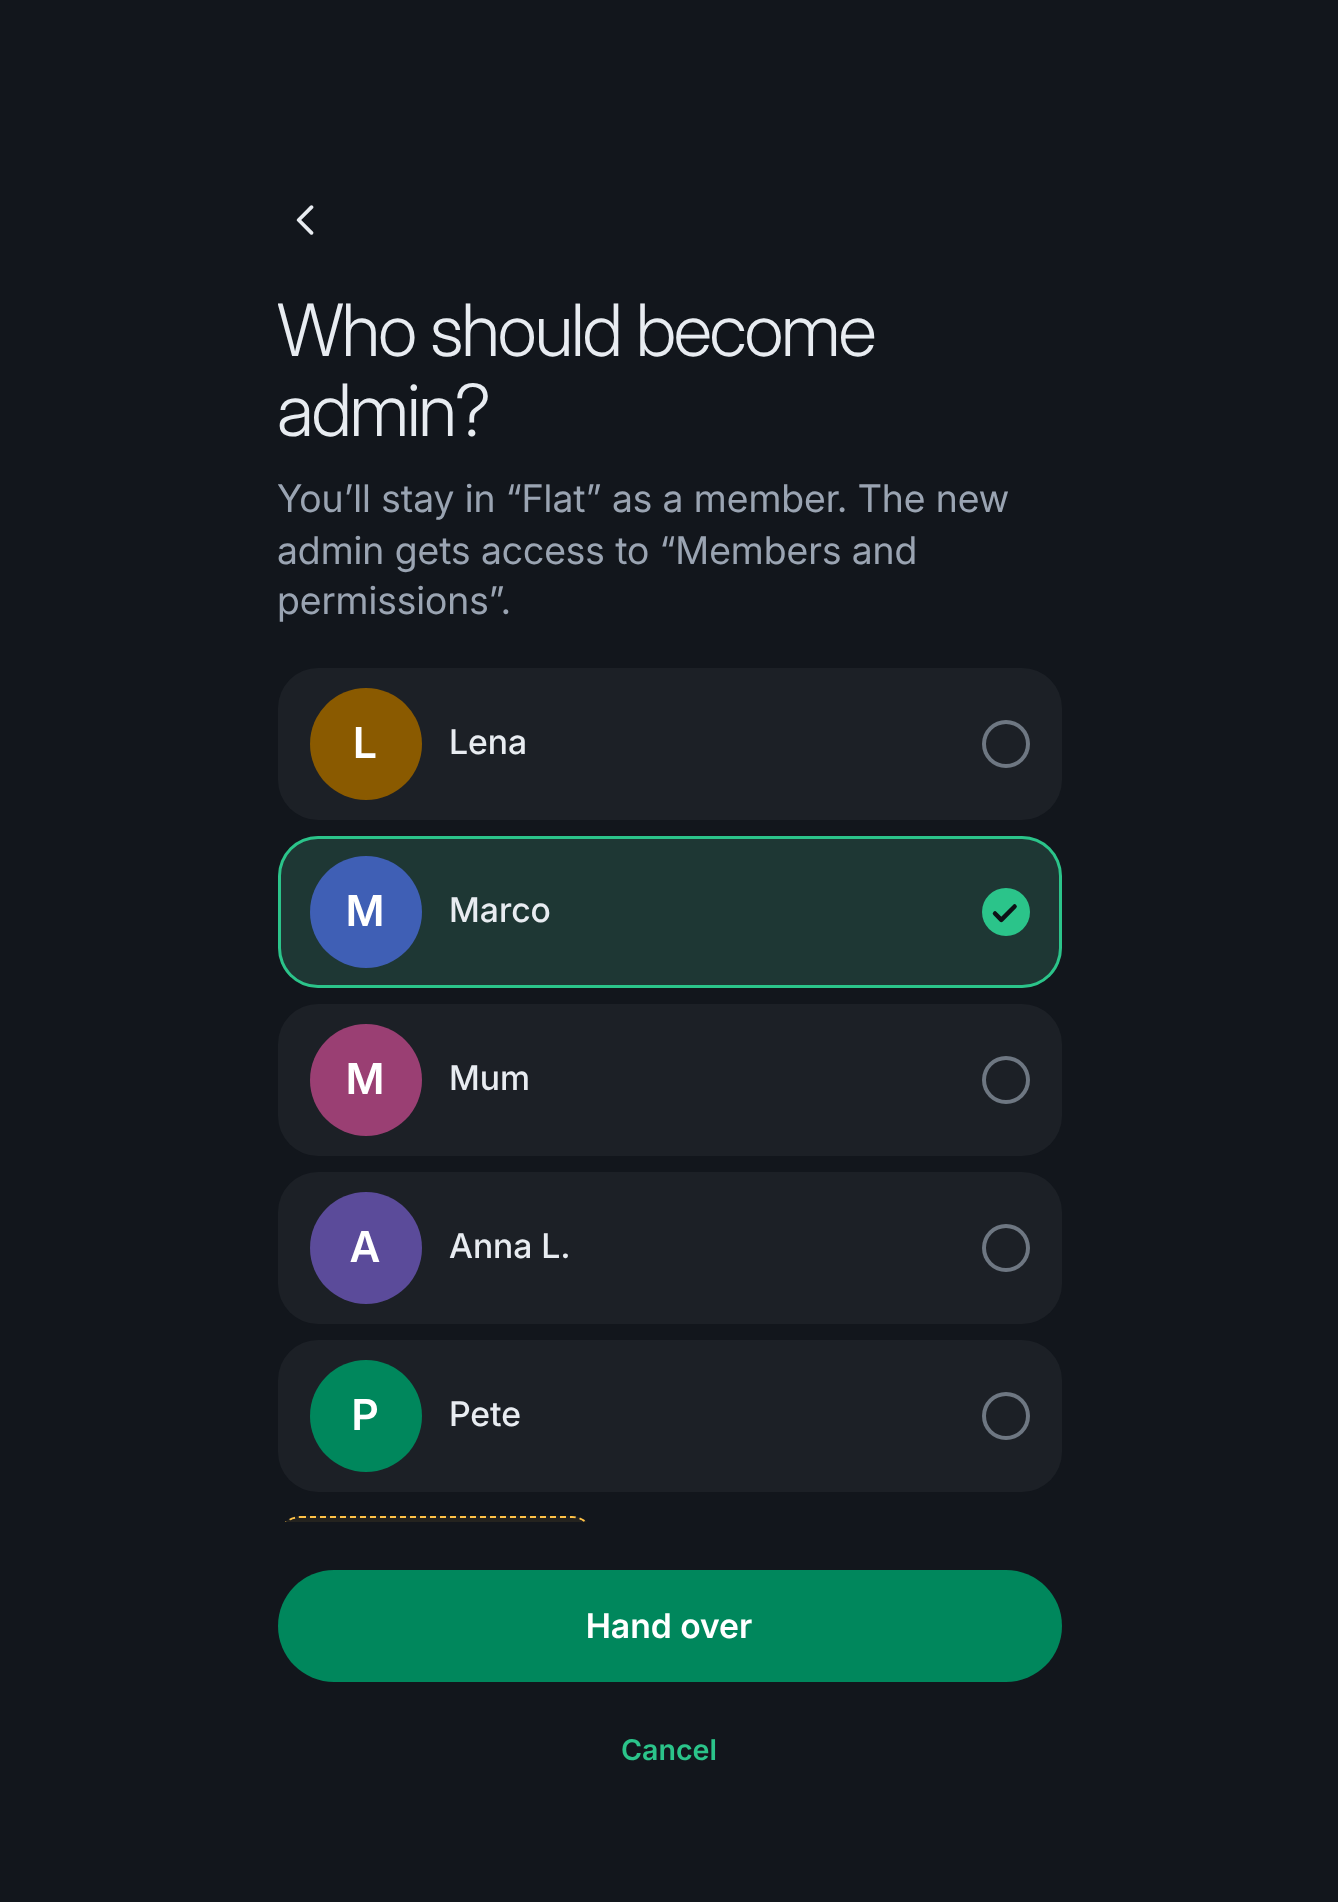 Who should become
admin?
You’ll stay in “Flat” as a member. The new
admin gets access to “Members and
permissions”.
L Lena
M Marco
M Mum
A Anna L.
P Pete
Hand over
Cancel